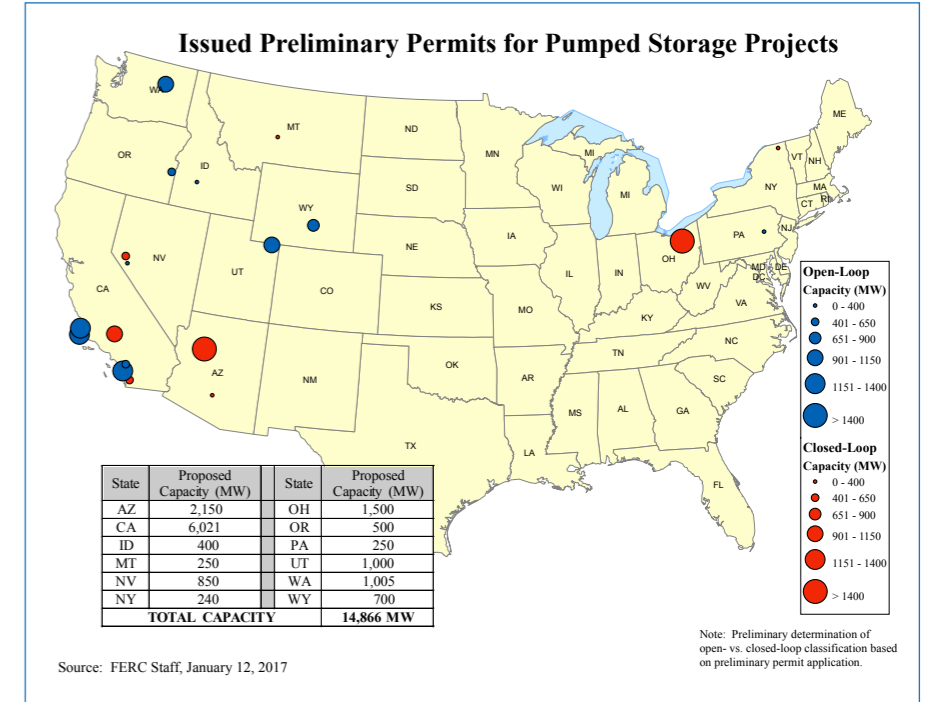 Issued Preliminary Permits for Pumped Storage Projects
WA
MT
ND
MN
ME
OR
ID
SD
WI
MI
MI
VT
NH
NY
MA
CT
RI
WY
NE
IA
PA
NJ
NV
UT
CO
IL
IN
OH
MD
DE
DC
WV
VA
CA
KS
MO
KY
NC
TN
AZ
NM
OK
AR
SC
MS
AL
GA
TX
LA
FL
Open-Loop
Capacity (MW)
0 - 400
401 - 650
651 - 900
901 - 1150
1151 - 1400
> 1400
Closed-Loop
Capacity (MW)
0 - 400
401 - 650
651 - 900
901 - 1150
1151 - 1400
> 1400
State Proposed Capacity (MW) State Proposed Capacity (MW)
AZ 2,150 OH 1,500
CA 6,021 OR 500
ID 400 PA 250
MT 250 UT 1,000
NV 850 WA 1,005
NY 240 WY 700
TOTAL CAPACITY 14,866 MW
Note: Preliminary determination of
open- vs. closed-loop classification based
on preliminary permit application.
Source: FERC Staff, January 12, 2017